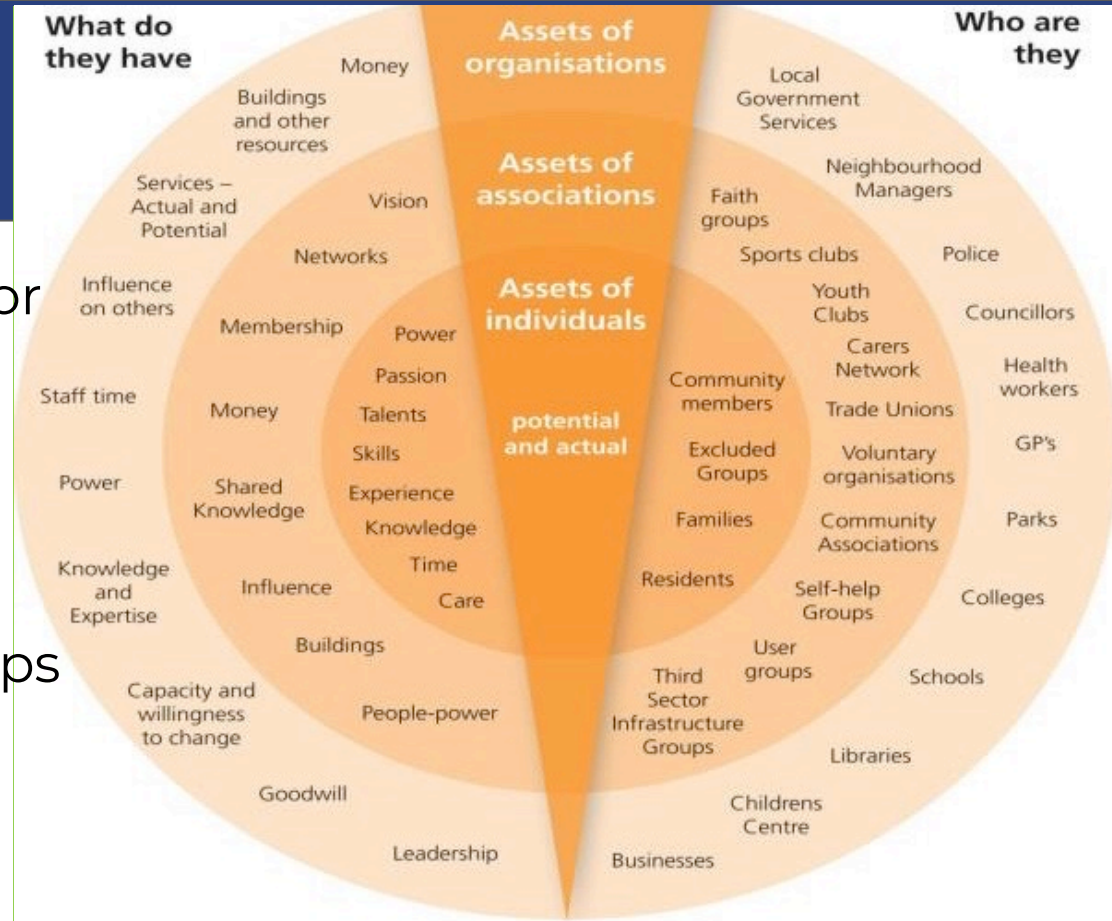 What do
they have
Who are
they
Assets of
organisations
Assets of
associations
Assets of
individuals
potential
and actual
Money
Buildings
and other
resources
Services –
Actual and
Potential
Influence
on others
Staff time
Power
Knowledge
and
Expertise
Capacity and
willingness
to change
Goodwill
Leadership
Vision
Networks
Membership
Money
Shared
Knowledge
Influence
Buildings
People-power
Power
Passion
Talents
Skills
Experience
Knowledge
Time
Care
Community
members
Excluded
Groups
Families
Residents
Faith
groups
Sports clubs
Youth
Clubs
Carers
Network
Trade Unions
Voluntary
organisations
Community
Associations
Self-help
Groups
User
groups
Third
Sector
Infrastructure
Groups
Local
Government
Services
Neighbourhood
Managers
Police
Councillors
Health
workers
GP's
Parks
Colleges
Schools
Libraries
Childrens
Centre
Businesses
or
ps